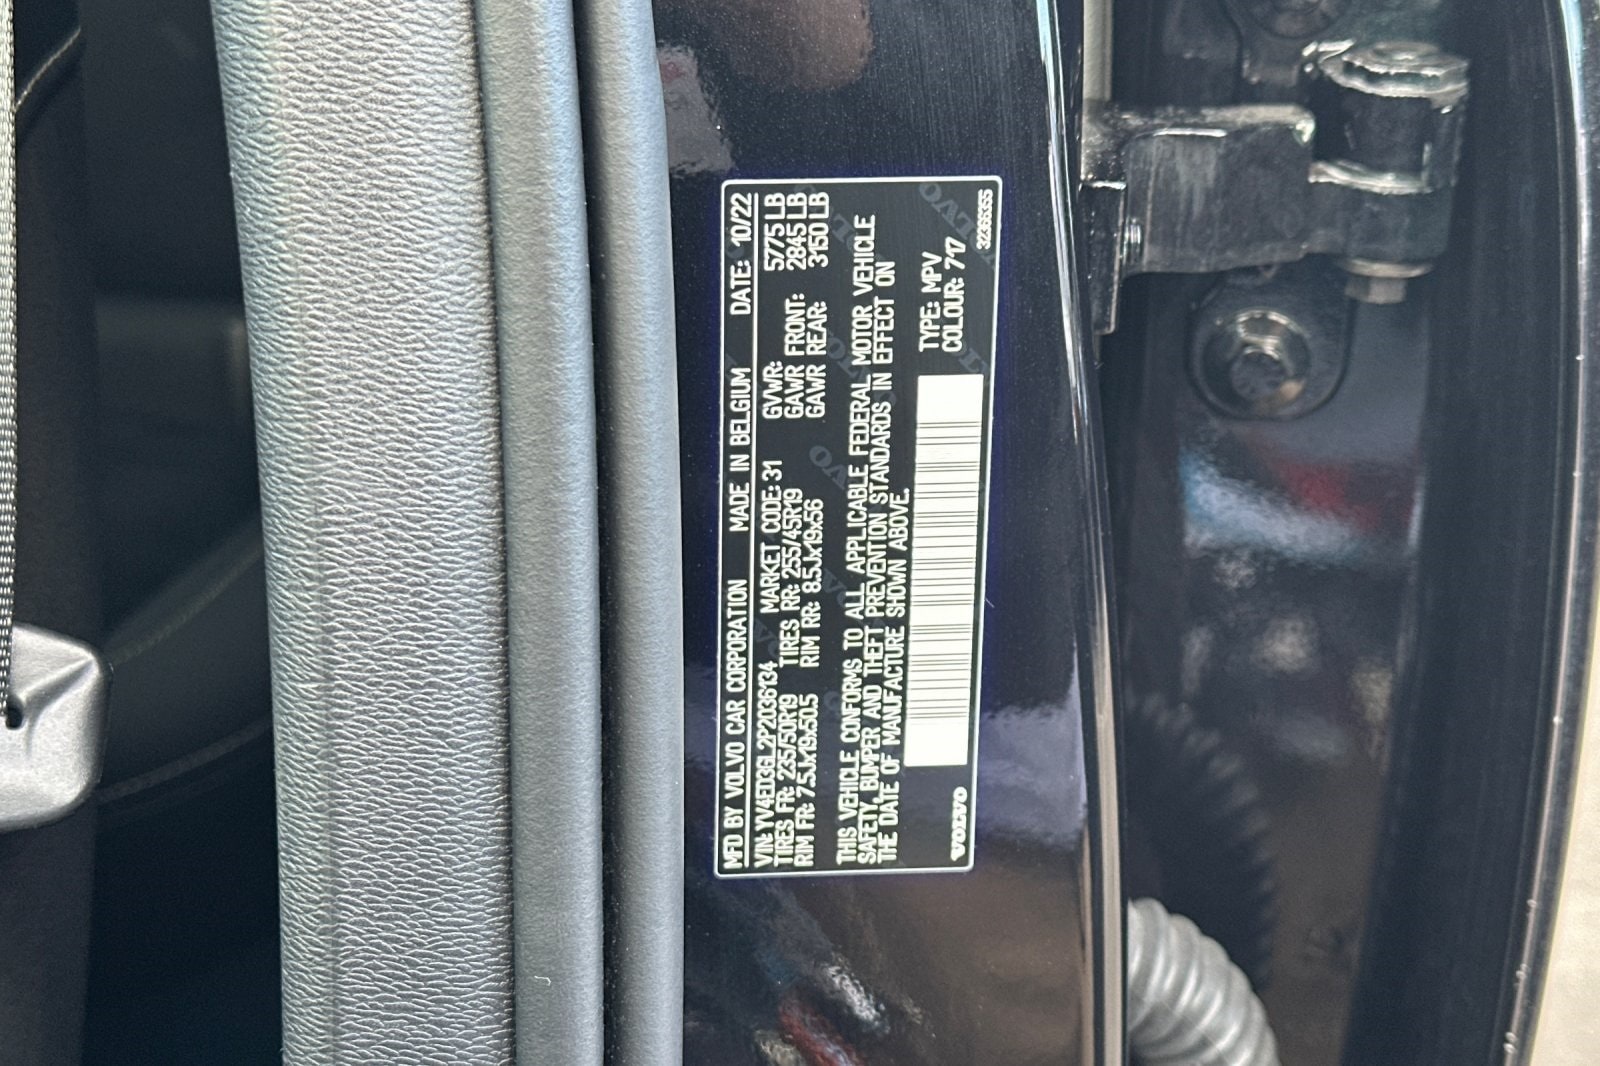 MFD BY VOLVO CAR CORPORATION MADE IN BELGIUM DATE: 10/22
VIN: YV4ED3GL2P2036134 MARKET CODE: 31 GVWR: 5775 LB
TIRES FR: 235/50R19 TIRES RR: 255/45R19 GAWR FRONT: 2845 LB
RIM FR: 7.5Jx19x50.5 RIM RR: 8.5Jx19x56 GAWR REAR: 3150 LB
THIS VEHICLE CONFORMS TO ALL APPLICABLE FEDERAL MOTOR VEHICLE
SAFETY, BUMPER AND THEFT PREVENTION STANDARDS IN EFFECT ON
THE DATE OF MANUFACTURE SHOWN ABOVE.
TYPE: MPV
COLOUR: 717
VOLVO
32366355